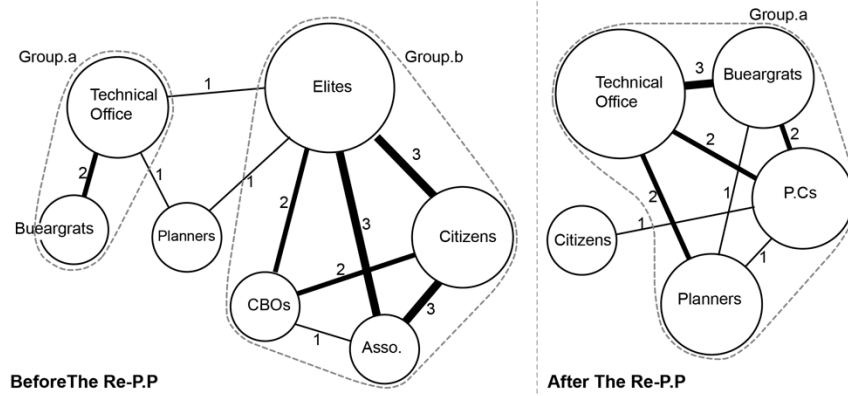 Group.a
Technical
Office
Bueargrats
Planners
Group.b
Elites
Citizens
CBOs
Asso.
1
2
1
1
2
3
3
2
3
1
BeforeThe Re-P.P
Group.a
Technical
Office
Bueargrats
P.Cs
Citizens
Planners
3
2
2
2
1
1
1
After The Re-P.P